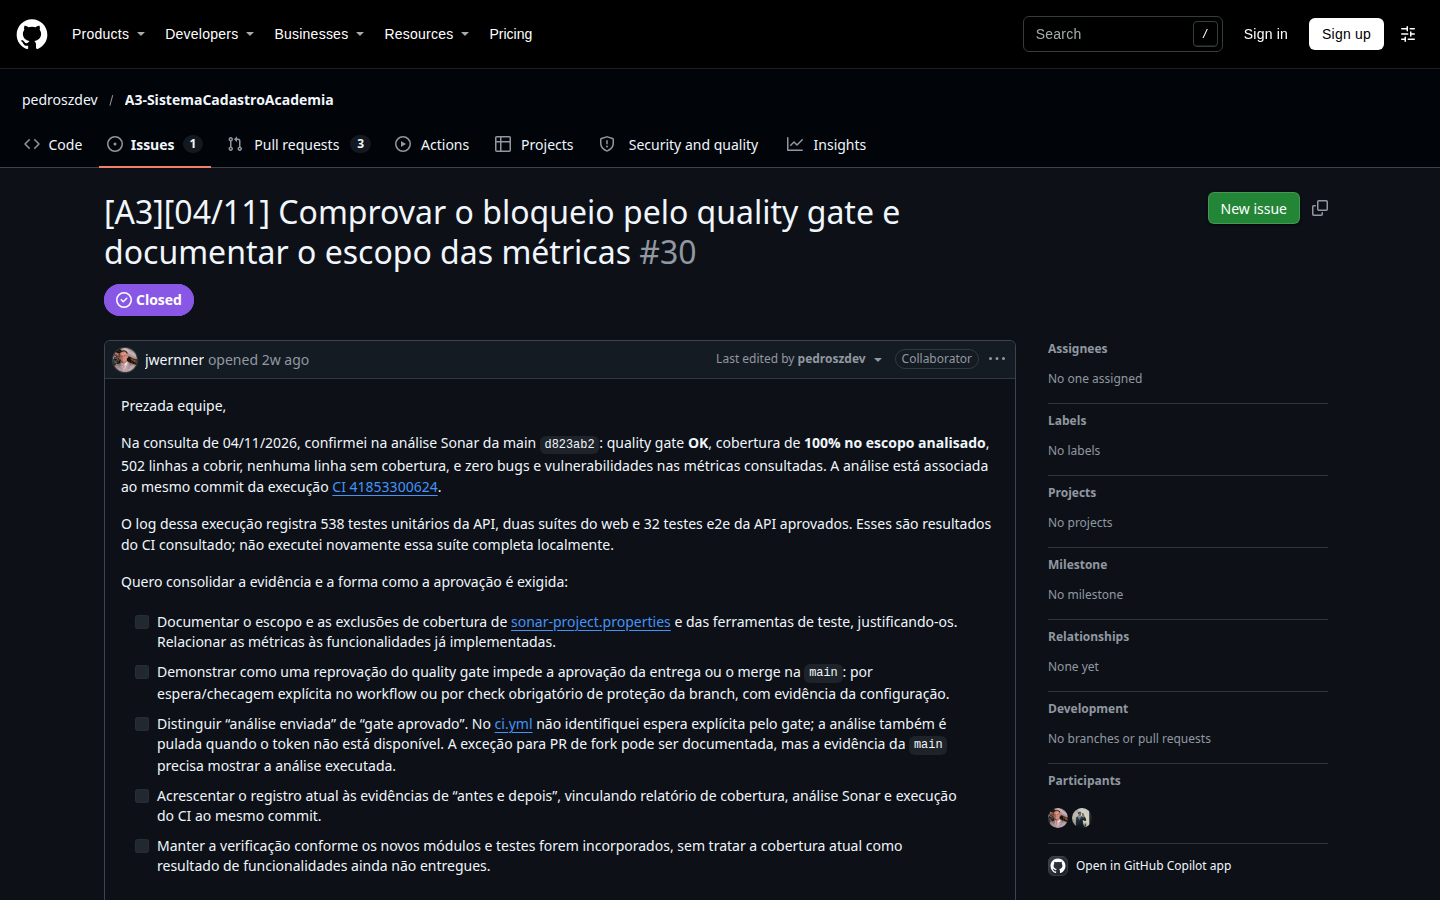 Products
Developers
Businesses
Resources
Pricing
Search
/
Sign in
Sign up
pedroszdev / A3-SistemaCadastroAcademia
Code
Issues 1
Pull requests 3
Actions
Projects
Security and quality
Insights
[A3][04/11] Comprovar o bloqueio pelo quality gate e
documentar o escopo das métricas #30
New issue
Closed
jwernner opened 2w ago
Last edited by pedroszdev
Collaborator
Prezada equipe,
Na consulta de 04/11/2026, confirmei na análise Sonar da main d823ab2: quality gate OK, cobertura de 100% no escopo analisado,
502 linhas a cobrir, nenhuma linha sem cobertura, e zero bugs e vulnerabilidades nas métricas consultadas. A análise está associada
ao mesmo commit da execução CI 41853300624.
O log dessa execução registra 538 testes unitários da API, duas suítes do web e 32 testes e2e da API aprovados. Esses são resultados
do CI consultado; não executei novamente essa suíte completa localmente.
Quero consolidar a evidência e a forma como a aprovação é exigida:
Documentar o escopo e as exclusões de cobertura de sonar-project.properties e das ferramentas de teste, justificando-os.
Relacionar as métricas às funcionalidades já implementadas.
Demonstrar como uma reprovação do quality gate impede a aprovação da entrega ou o merge na main: por
espera/checagem explícita no workflow ou por check obrigatório de proteção da branch, com evidência da configuração.
Distinguir “análise enviada” de “gate aprovado”. No ci.yml não identifiquei espera explícita pelo gate; a análise também é
pulada quando o token não está disponível. A exceção para PR de fork pode ser documentada, mas a evidência da main
precisa mostrar a análise executada.
Acrescentar o registro atual às evidências de “antes e depois”, vinculando relatório de cobertura, análise Sonar e execução
do CI ao mesmo commit.
Manter a verificação conforme os novos módulos e testes forem incorporados, sem tratar a cobertura atual como
resultado de funcionalidades ainda não entregues.
Assignees
No one assigned
Labels
No labels
Projects
No projects
Milestone
No milestone
Relationships
None yet
Development
No branches or pull requests
Participants
Open in GitHub Copilot app